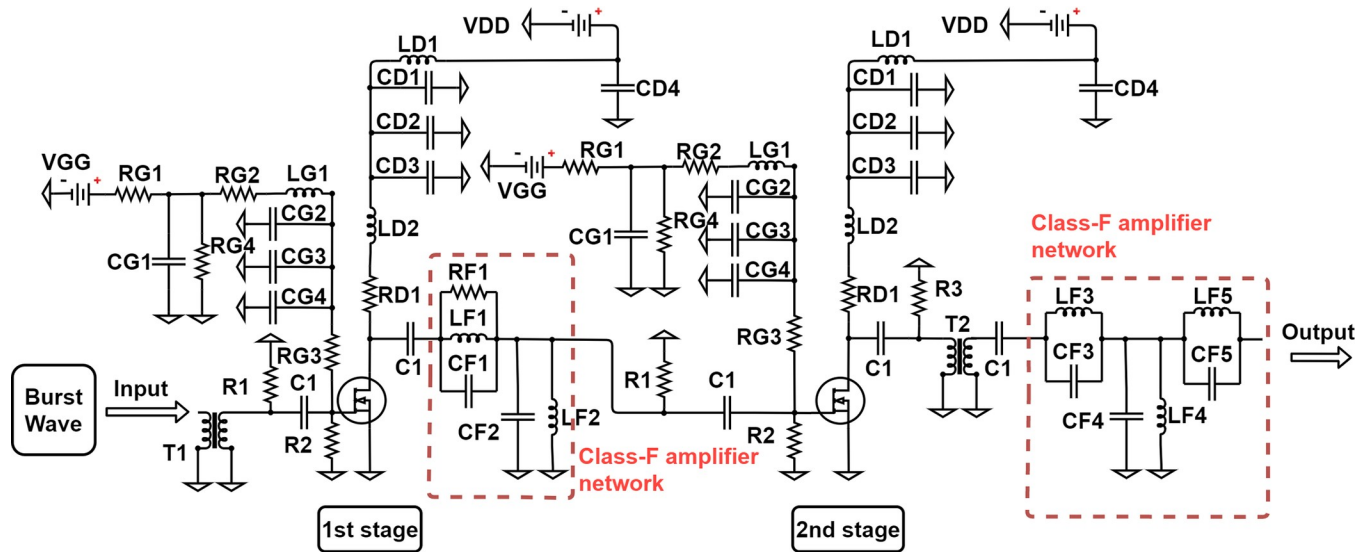 VDD
- +
LD1
CD1
CD4
CD2
CD3
VGG
- +
RG1
RG2
LG1
CG2
CG1
RG4
CG3
CG4
LD2
RD1
RG3
Burst
Wave
Input
T1
R1
C1
R2
C1
RF1
LF1
CF1
CF2
LF2
Class-F amplifier
network
1st stage
VDD
- +
LD1
CD1
CD4
CD2
CD3
- +
VGG
RG1
RG2
LG1
CG2
CG1
RG4
CG3
CG4
LD2
RD1
RG3
R1
C1
R2
C1
R3
T2
C1
Class-F amplifier
network
LF3
CF3
LF5
CF5
CF4
LF4
Output
2nd stage